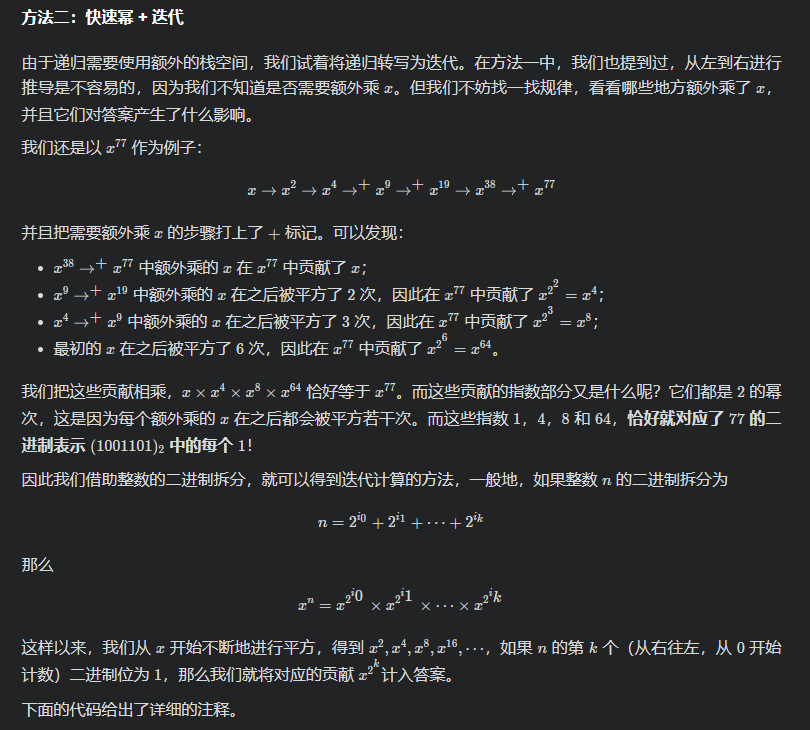 方法二：快速幂 + 迭代
由于递归需要使用额外的栈空间，我们试着将递归转写为迭代。在方法一中，我们也提到过，从左到右进行
推导是不容易的，因为我们不知道是否需要额外乘 x。但我们不妨找一找规律，看看哪些地方额外乘了 x，
并且它们对答案产生了什么影响。
我们还是以 x^77 作为例子：
x → x^2 → x^4 →^+ x^9 →^+ x^19 → x^38 →^+ x^77
并且把需要额外乘 x 的步骤打上了 + 标记。可以发现：
• x^38 →^+ x^77 中额外乘的 x 在 x^77 中贡献了 x；
• x^9 →^+ x^19 中额外乘的 x 在之后被平方了 2 次，因此在 x^77 中贡献了 x^{2^2} = x^4；
• x^4 →^+ x^9 中额外乘的 x 在之后被平方了 3 次，因此在 x^77 中贡献了 x^{2^3} = x^8；
• 最初的 x 在之后被平方了 6 次，因此在 x^77 中贡献了 x^{2^6} = x^64。
我们把这些贡献相乘，x × x^4 × x^8 × x^64 恰好等于 x^77。而这些贡献的指数部分又是什么呢？它们都是 2 的幂
次，这是因为每个额外乘的 x 在之后都会被平方若干次。而这些指数 1，4，8 和 64，恰好就对应了 77 的二
进制表示 (1001101)_2 中的每个 1！
因此我们借助整数的二进制拆分，就可以得到迭代计算的方法，一般地，如果整数 n 的二进制拆分为
n = 2^{i_0} + 2^{i_1} + ··· + 2^{i_k}
那么
x^n = x^{2^{i_0}} × x^{2^{i_1}} × ··· × x^{2^{i_k}}
这样以来，我们从 x 开始不断地进行平方，得到 x^2, x^4, x^8, x^16, ···，如果 n 的第 k 个（从右往左，从 0 开始
计数）二进制位为 1，那么我们就将对应的贡献 x^{2^k} 计入答案。
下面的代码给出了详细的注释。